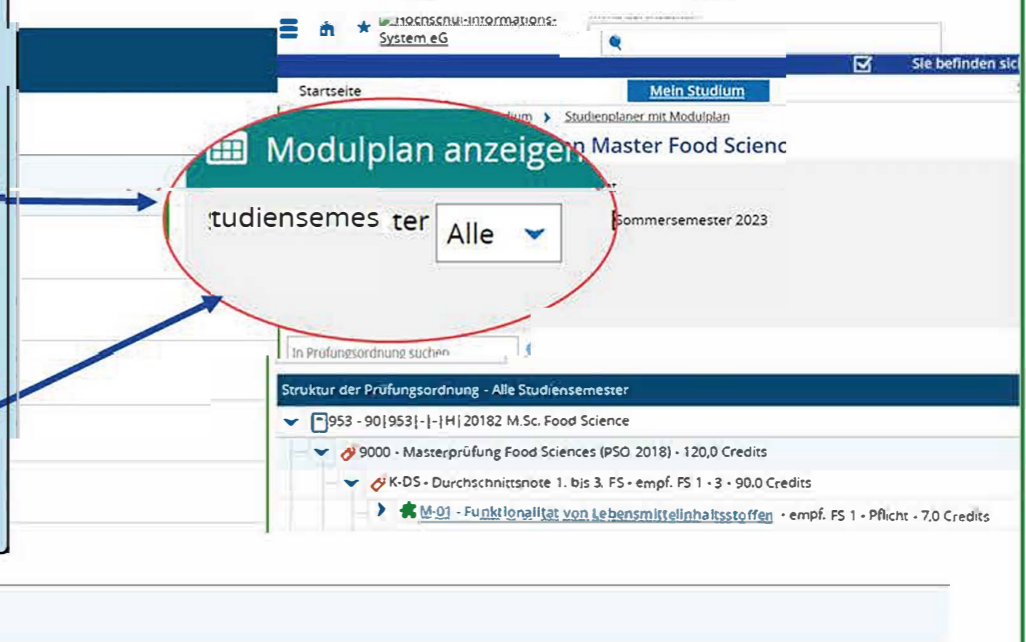 Hochschul-Informations-
System eG
Sie befinden sic
Startseite
Mein Studium
dium > Studienplaner mit Modulplan
Modulplan anzeigen
n Master Food Scienc
tudiensemes ter Alle
Sommersemester 2023
In Prüfungsordnung suchen
Struktur der Prüfungsordnung - Alle Studiensemester
953 - 90|953|-|-|H|20182 M.Sc. Food Science
9000 - Masterprüfung Food Sciences (PSO 2018) - 120,0 Credits
K-DS - Durchschnittsnote 1. bis 3. FS - empf. FS 1 - 3 - 90.0 Credits
M-01 - Funktionalität von Lebensmittelinhaltsstoffen - empf. FS 1 - Pflicht - 7,0 Credits